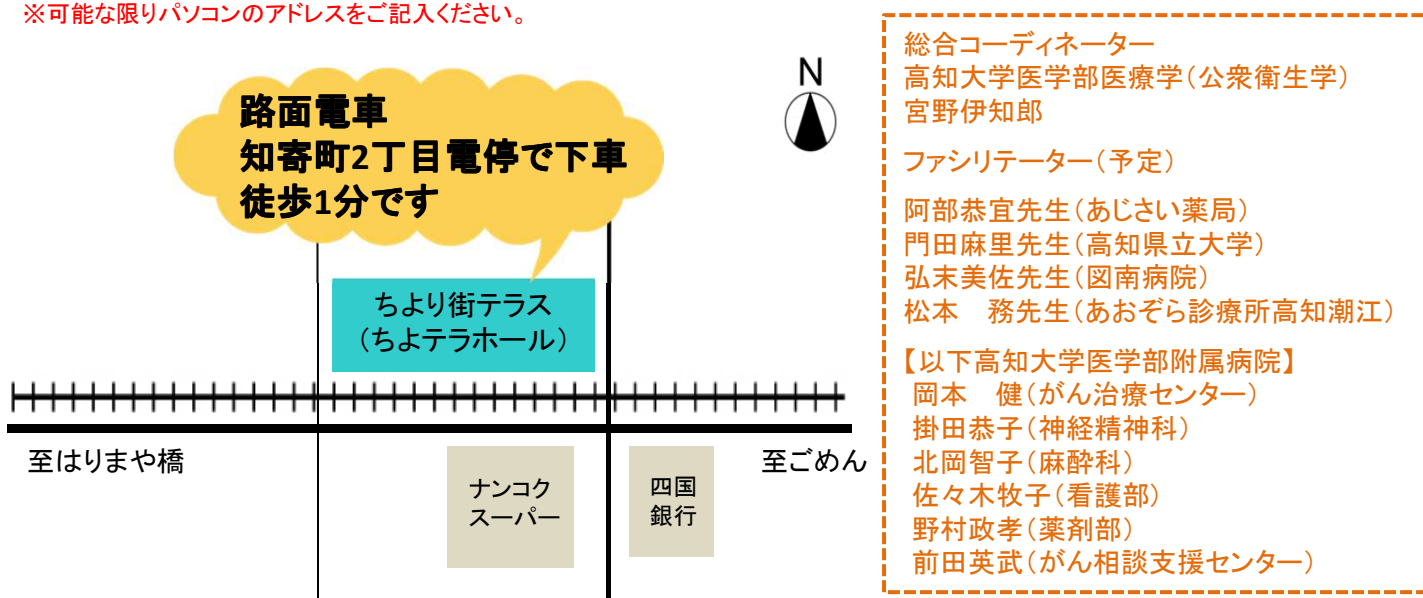 ※可能な限りパソコンのアドレスをご記入ください。
路面電車
知寄町2丁目電停で下車
徒歩1分です
N
ちより街テラス
(ちよテラホール)
至はりまや橋
至ごめん
ナンコク
スーパー
四国
銀行
総合コーディネーター
高知大学医学部医療学(公衆衛生学)
宮野伊知郎
ファシリテーター(予定)
阿部恭宜先生(あじさい薬局)
門田麻里先生(高知県立大学)
弘末美佐先生(図南病院)
松本　務先生(あおぞら診療所高知潮江)
【以下高知大学医学部附属病院】
岡本　健(がん治療センター)
掛田恭子(神経精神科)
北岡智子(麻酔科)
佐々木牧子(看護部)
野村政孝(薬剤部)
前田英武(がん相談支援センター)